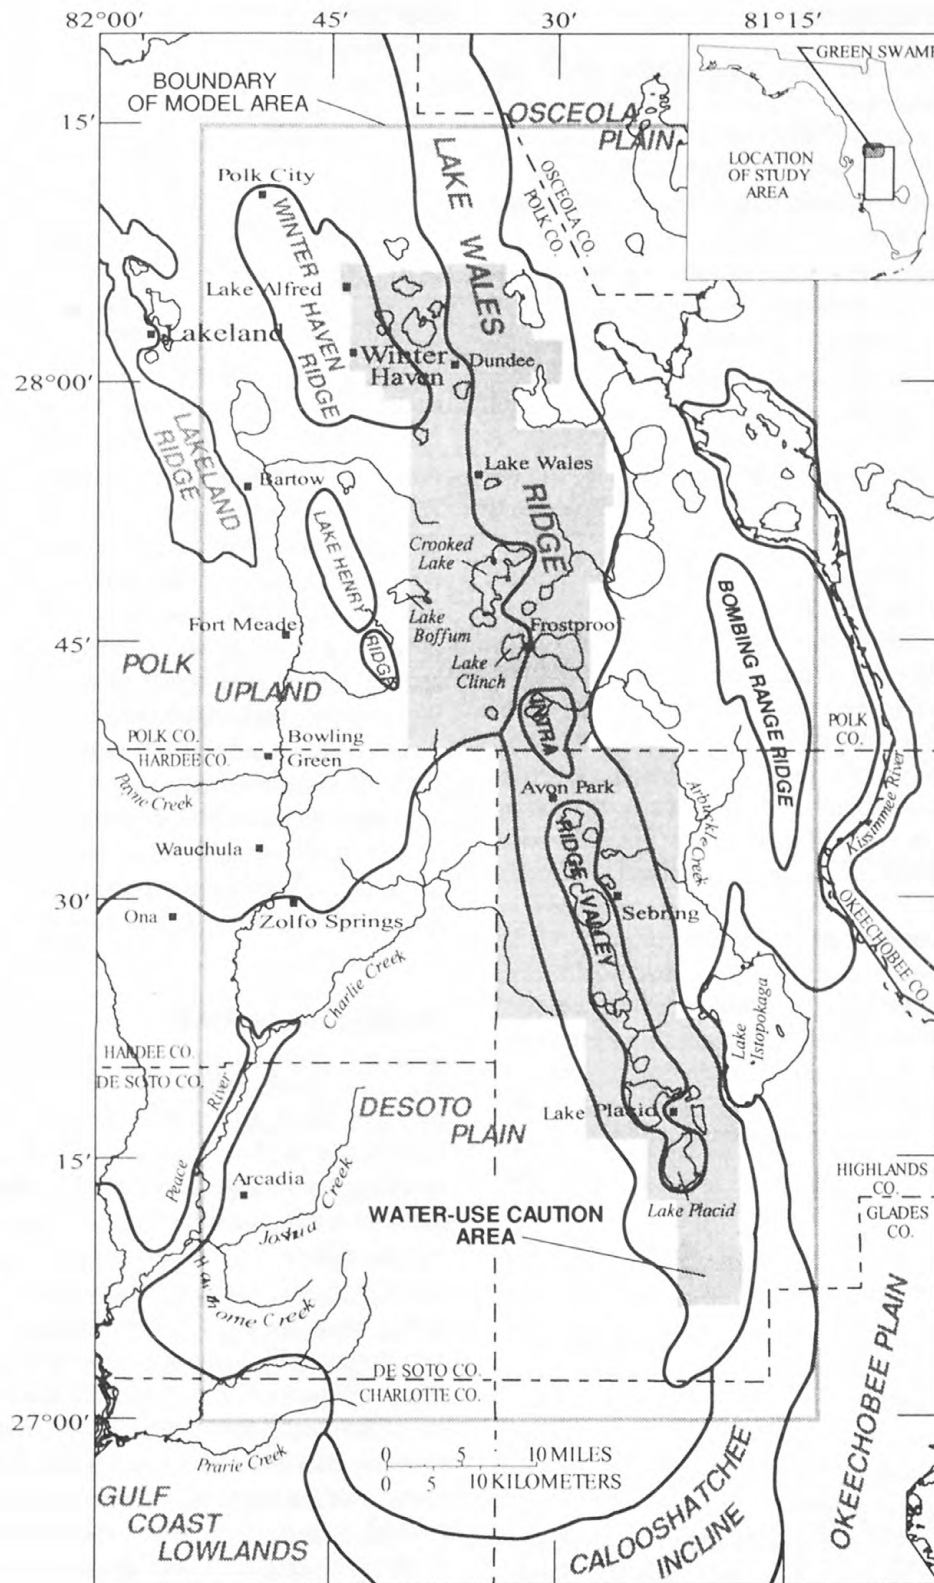 82°00′ 45′ 30′ 81°15′
GREEN SWAMP
BOUNDARY
OF MODEL AREA
OSCEOLA
PLAIN
15′
LOCATION
OF STUDY
AREA
OSCEOLA CO.
POLK CO.
LAKE
WALES
RIDGE
Polk City
WINTER
HAVEN
RIDGE
Lake Alfred
Lakeland
Winter
Haven
Dundee
28°00′
LAKELAND
RIDGE
Bartow
Lake Wales
LAKE HENRY
RIDGE
Crooked
Lake
Lake
Boffum
Fort Meade
Frostproo
Lake
Clinch
45′
POLK
UPLAND
BOMBING RANGE RIDGE
INTRA
POLK CO.
HARDEE CO.
Bowling
Green
POLK
CO.
Payne Creek
Avon Park
Arbuckle Creek
Kissimmee River
RIDGE
VALLEY
Wauchula
30′
Ona
Zolfo Springs
Sebring
OKEECHOBEE CO.
Charlie Creek
Lake
Istopokaga
HARDEE CO.
DE SOTO CO.
Peace River
DESOTO
PLAIN
Lake Placid
15′
Arcadia
Joshua Creek
HIGHLANDS
CO.
GLADES
CO.
Lake Placid
WATER-USE CAUTION
AREA
Creek
DE SOTO CO.
CHARLOTTE CO.
27°00′
Prarie Creek
0 5 10 MILES
0 5 10 KILOMETERS
GULF
COAST
LOWLANDS
CALOOSHATCHEE
INCLINE
OKEECHOBEE PLAIN